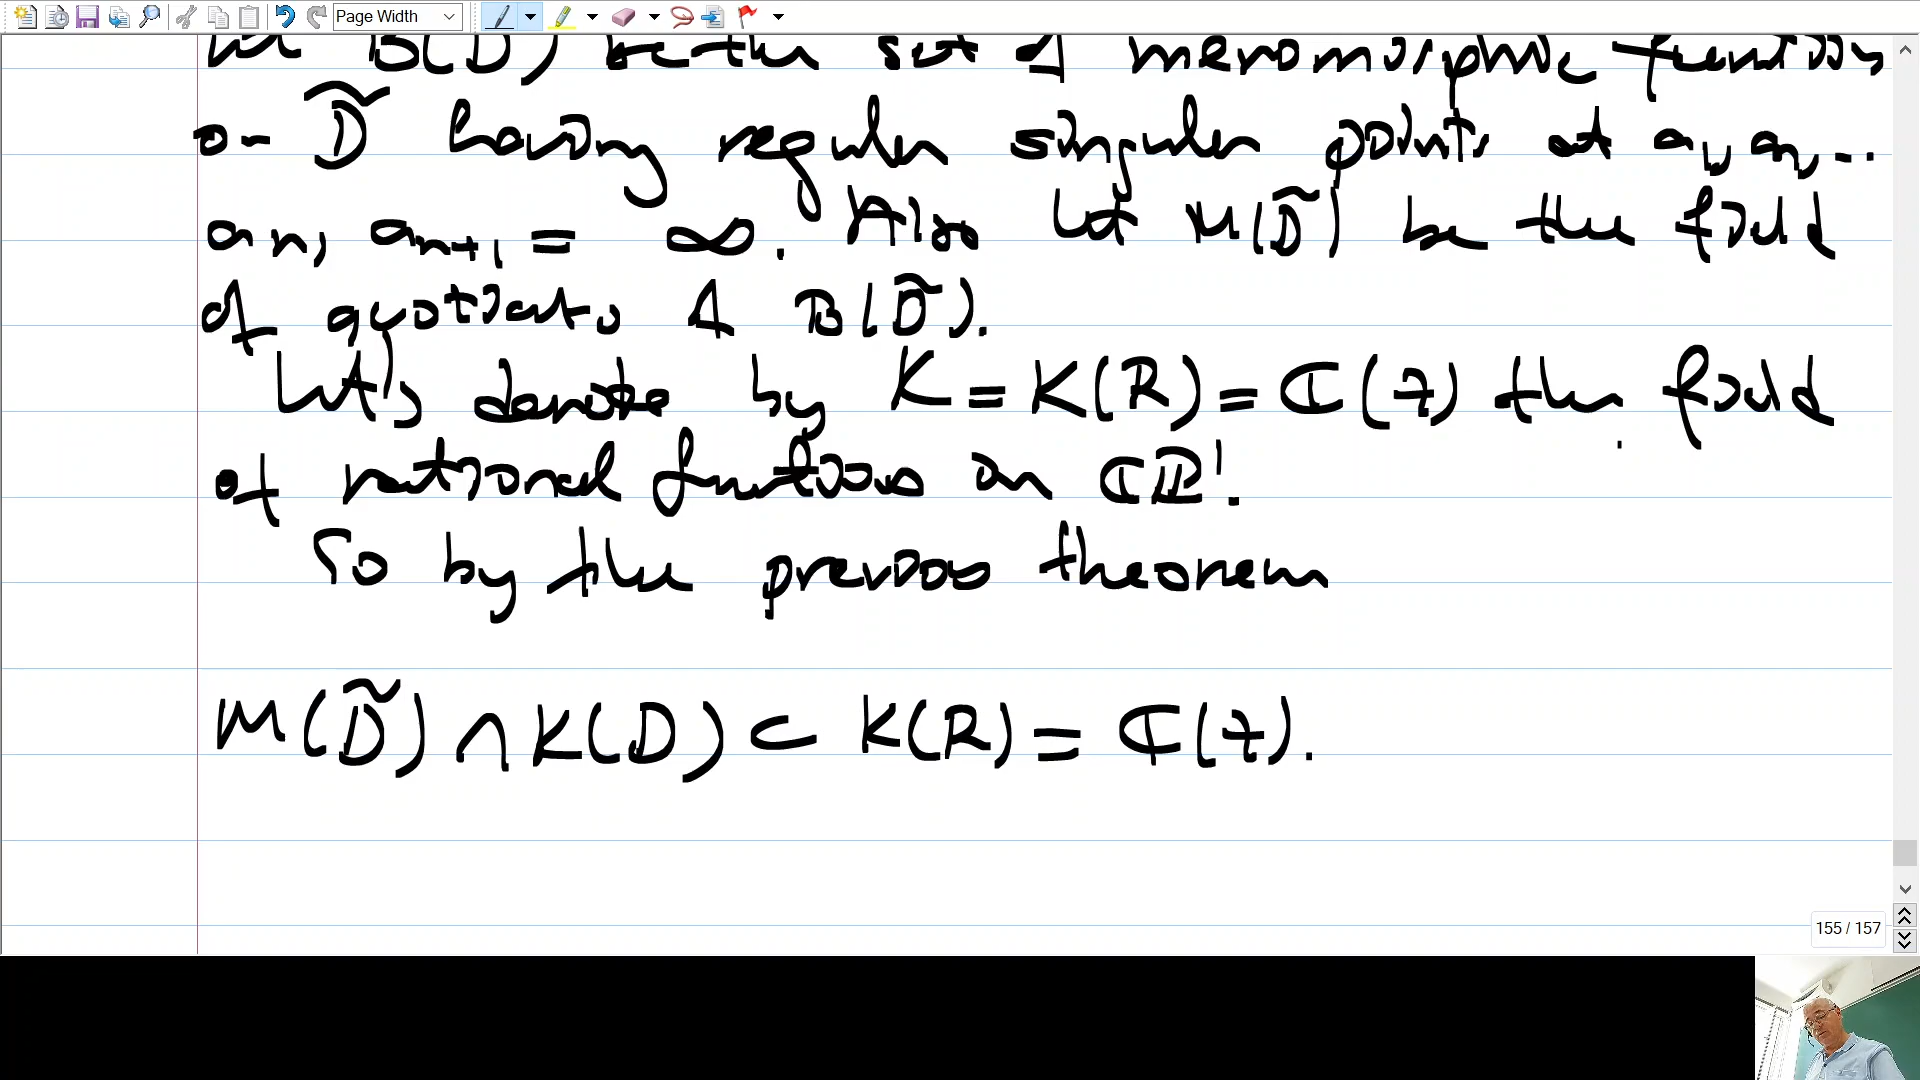 Page Width
Let B(D̃) be the set of meromorphic functions
on D̃ having regular singular points at a₁, a₂, ...
aₙ, aₙ₊₁ = ∞. Also let M(D̃) be the field
of quotients of B(D̃).
Let's denote by K = K(R) = ℂ(z) the field
of rational functions on ℂℙ¹.
So by the previous theorem
M(D̃) ∩ K(D) ⊂ K(R) = ℂ(z).
155 / 157